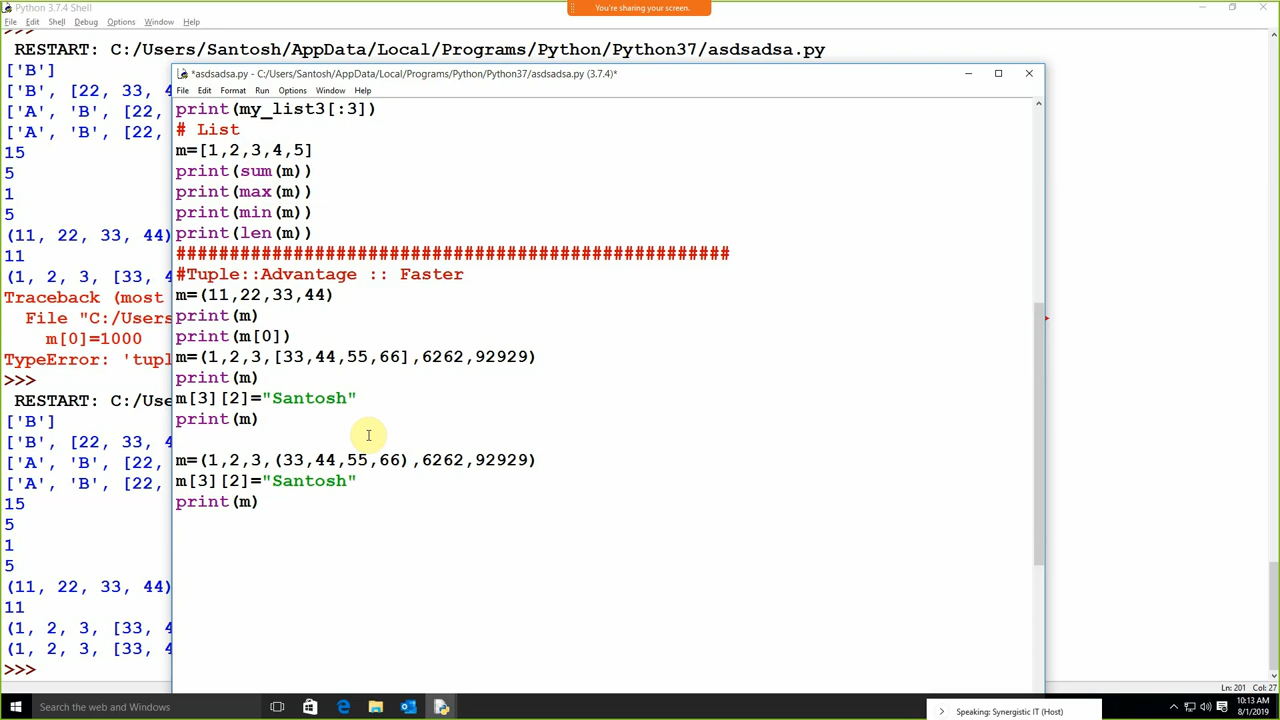 Python 3.7.4 Shell
You're sharing your screen.
File Edit Shell Debug Options Window Help
>>>
RESTART: C:/Users/Santosh/AppData/Local/Programs/Python/Python37/asdsadsa.py
['B']
['B', [22, 33, 4
['A', 'B', [22,
['A', 'B', [22,
15
5
1
5
(11, 22, 33, 44)
11
(1, 2, 3, [33,
Traceback (most
File "C:/Users
m[0]=1000
TypeError: 'tupl
>>>
RESTART: C:/Use
['B']
['B', [22, 33, 4
['A', 'B', [22,
['A', 'B', [22,
15
5
1
5
(11, 22, 33, 44)
11
(1, 2, 3, [33, 4
(1, 2, 3, [33, 4
>>>
*asdsadsa.py - C:/Users/Santosh/AppData/Local/Programs/Python/Python37/asdsadsa.py (3.7.4)*
File Edit Format Run Options Window Help
print(my_list3[:3])
# List
m=[1,2,3,4,5]
print(sum(m))
print(max(m))
print(min(m))
print(len(m))
####################################################
#Tuple::Advantage :: Faster
m=(11,22,33,44)
print(m)
print(m[0])
m=(1,2,3,[33,44,55,66],6262,92929)
print(m)
m[3][2]="Santosh"
print(m)
m=(1,2,3,(33,44,55,66),6262,92929)
m[3][2]="Santosh"
print(m)
Ln: 201 Col: 27
Search the web and Windows
Speaking: Synergistic IT (Host)
10:13 AM
8/1/2019